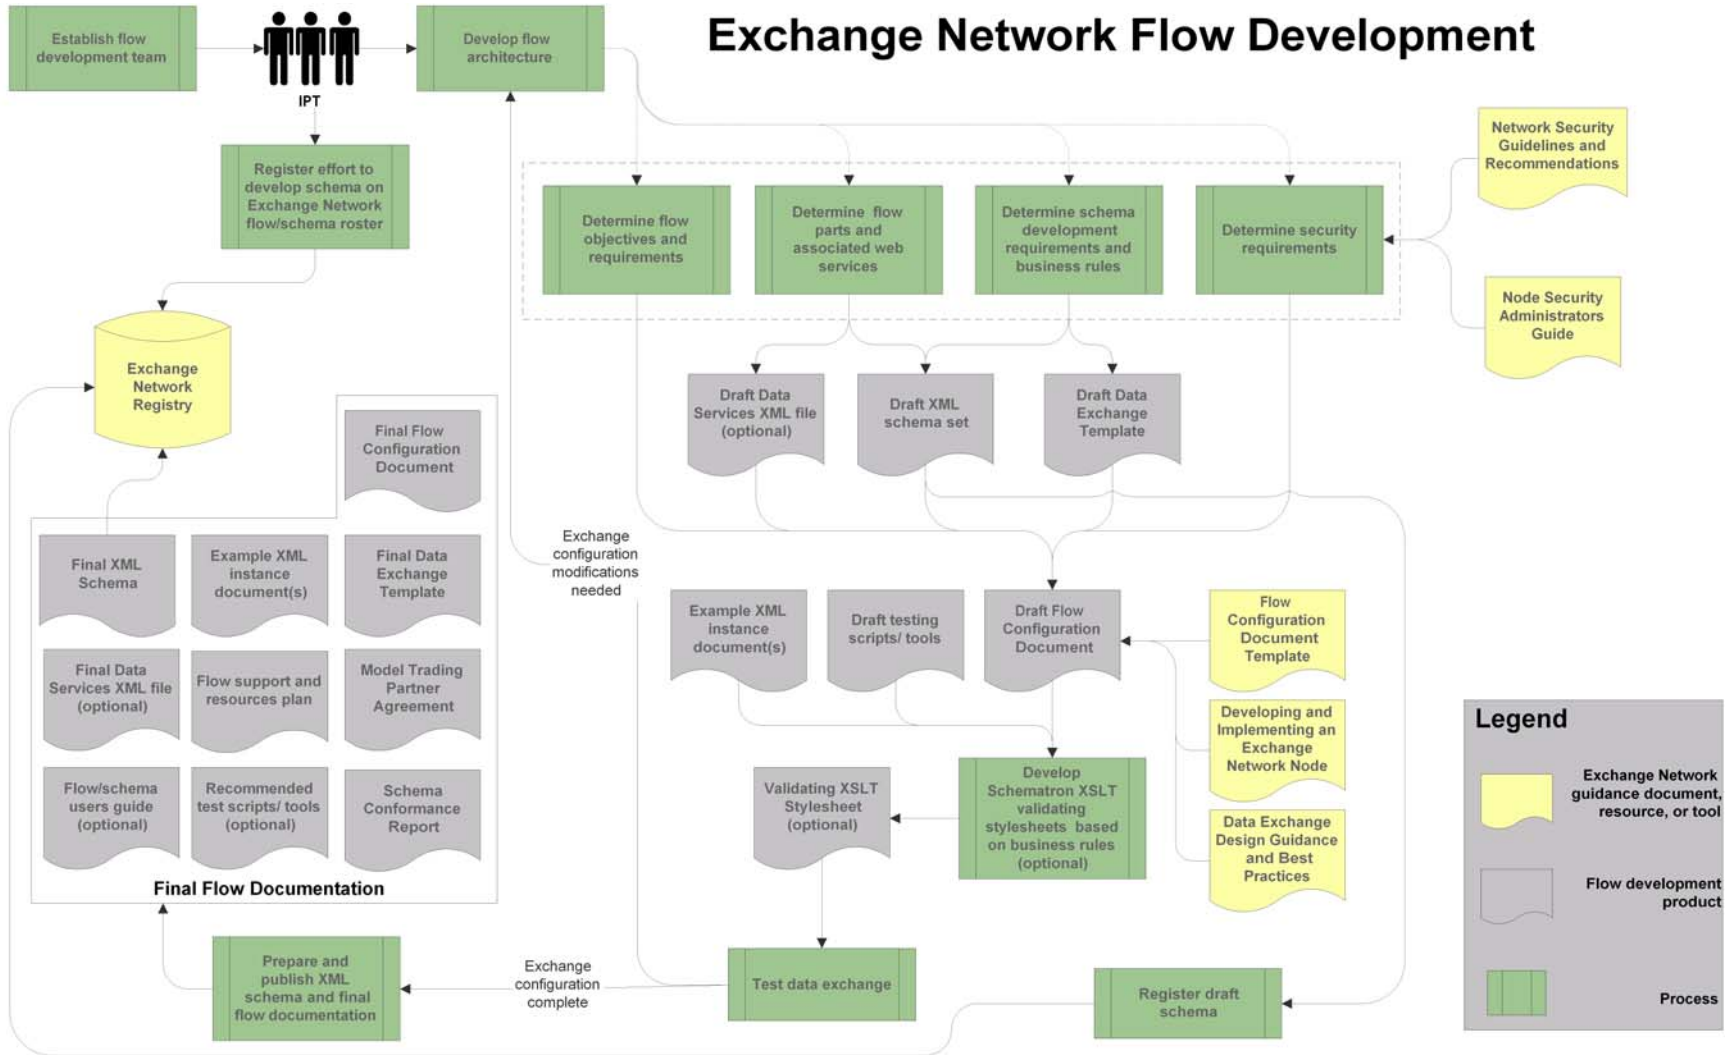 Exchange Network Flow Development
Establish flow
development team
IPT
Develop flow
architecture
Register effort to
develop schema on
Exchange Network
flow/schema roster
Network Security
Guidelines and
Recommendations
Determine flow
objectives and
requirements
Determine flow
parts and
associated web
services
Determine schema
development
requirements and
business rules
Determine security
requirements
Node Security
Administrators
Guide
Exchange
Network
Registry
Draft Data
Services XML file
(optional)
Draft XML
schema set
Draft Data
Exchange
Template
Final Flow
Configuration
Document
Final XML
Schema
Example XML
instance
document(s)
Final Data
Exchange
Template
Exchange
configuration
modifications
needed
Example XML
instance
document(s)
Draft testing
scripts/ tools
Draft Flow
Configuration
Document
Flow
Configuration
Document
Template
Final Data
Services XML file
(optional)
Flow support and
resources plan
Model Trading
Partner
Agreement
Developing and
Implementing an
Exchange
Network Node
Flow/schema
users guide
(optional)
Recommended
test scripts/ tools
(optional)
Schema
Conformance
Report
Validating XSLT
Stylesheet
(optional)
Develop
Schematron XSLT
validating
stylesheets based
on business rules
(optional)
Data Exchange
Design Guidance
and Best
Practices
Final Flow Documentation
Prepare and
publish XML
schema and final
flow documentation
Exchange
configuration
complete
Test data exchange
Register draft
schema
Legend
Exchange Network
guidance document,
resource, or tool
Flow development
product
Process